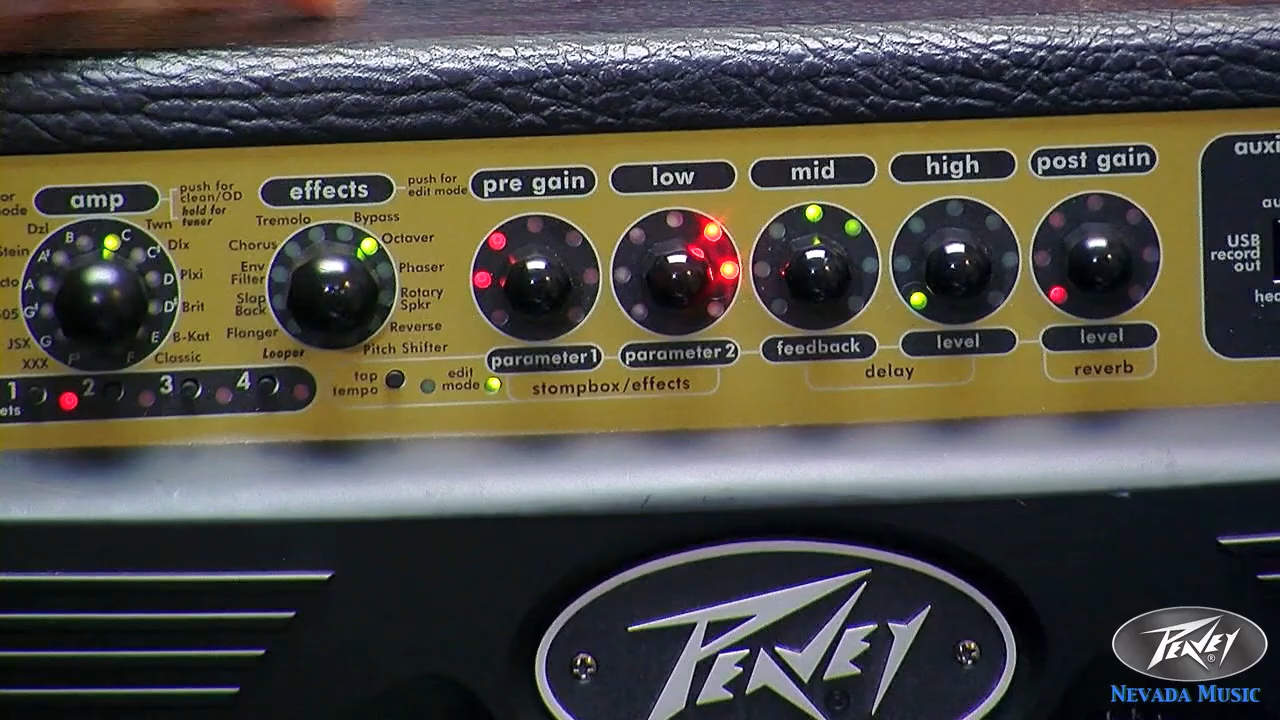 amp
push for
clean/OD
hold for
tuner
effects
push for
edit mode
pre gain
low
mid
high
post gain
Dzl
B
C
Twn
Dlx
Plxi
Brit
B-Kat
Classic
XXX
JSX
A
G
D
E
F
Tremolo
Bypass
Chorus
Octaver
Env
Filter
Phaser
Slap
Back
Rotary
Spkr
Flanger
Reverse
Looper
Pitch Shifter
parameter 1
parameter 2
feedback
level
level
stompbox/effects
delay
reverb
1
2
3
4
tap
tempo
edit
mode
USB
record
out
PEAVEY
PEAVEY®
NEVADA MUSIC